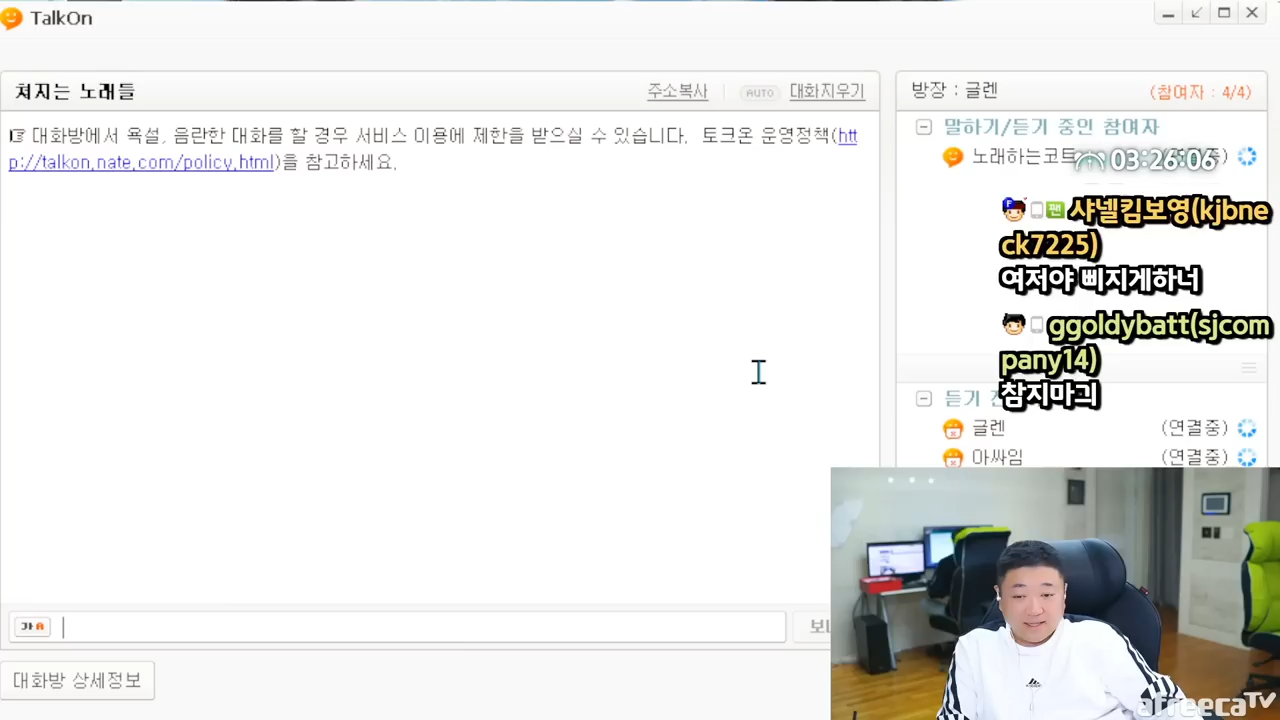 TalkOn
쳐지는 노래들
주소복사
AUTO
대화지우기
☞ 대화방에서 욕설, 음란한 대화를 할 경우 서비스 이용에 제한을 받으실 수 있습니다. 토크온 운영정책(htt
p://talkon.nate.com/policy.html)을 참고하세요.
방장 : 글렌
(참여자 : 4/4)
말하기/듣기 중인 참여자
노래하는코트
03:26:06
팬 샤넬킴보영(kjbne
ck7225)
여저야 삐지게하너
ggoldybatt(sjcom
pany14)
참지마긔
듣기
글렌 (연결중)
아싸임 (연결중)
가A
대화방 상세정보
afreecaTV